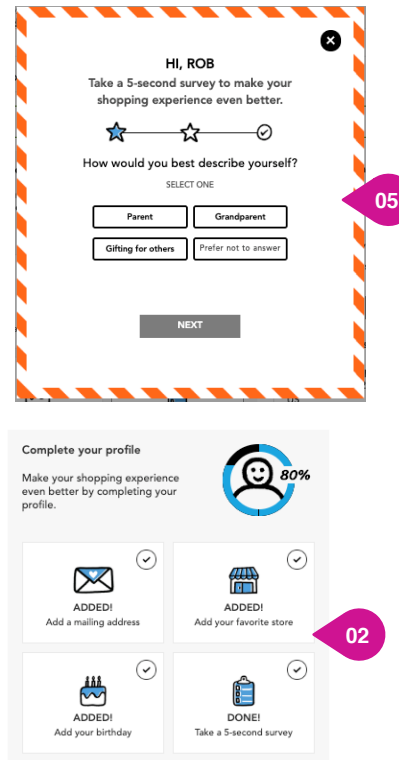 HI, ROB
Take a 5-second survey to make your
shopping experience even better.
How would you best describe yourself?
SELECT ONE
Parent
Grandparent
Gifting for others
Prefer not to answer
NEXT
05
Complete your profile
Make your shopping experience
even better by completing your
profile.
80%
ADDED!
Add a mailing address
ADDED!
Add your favorite store
02
ADDED!
Add your birthday
DONE!
Take a 5-second survey